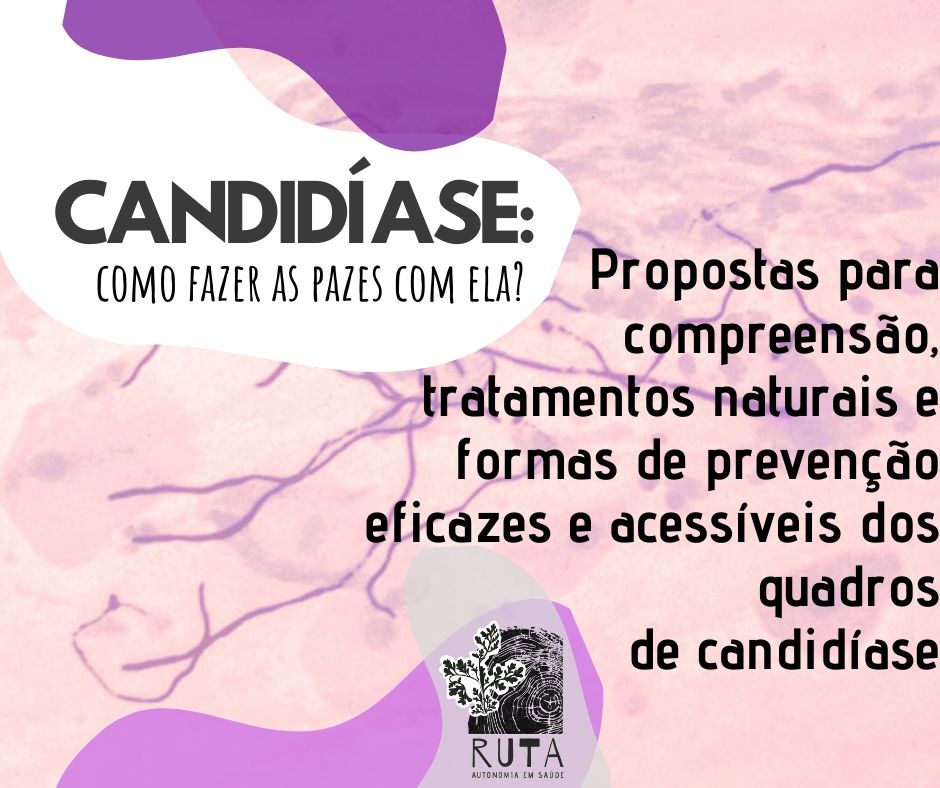 CANDIDÍASE:
COMO FAZER AS PAZES COM ELA?
Propostas para
compreensão,
tratamentos naturais e
formas de prevenção
eficazes e acessíveis dos
quadros
de candidíase
RUTA
AUTONOMIA EM SAÚDE